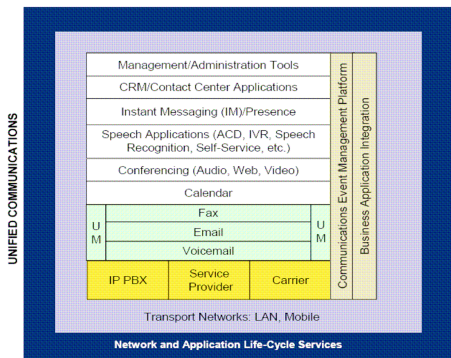 UNIFIED COMMUNICATIONS
Management/Administration Tools
CRM/Contact Center Applications
Instant Messaging (IM)/Presence
Speech Applications (ACD, IVR, Speech
Recognition, Self-Service, etc.)
Conferencing (Audio, Web, Video)
Calendar
UM
Fax
Email
Voicemail
UM
IP PBX
Service
Provider
Carrier
Communications Event Management Platform
Business Application Integration
Transport Networks: LAN, Mobile
Network and Application Life-Cycle Services